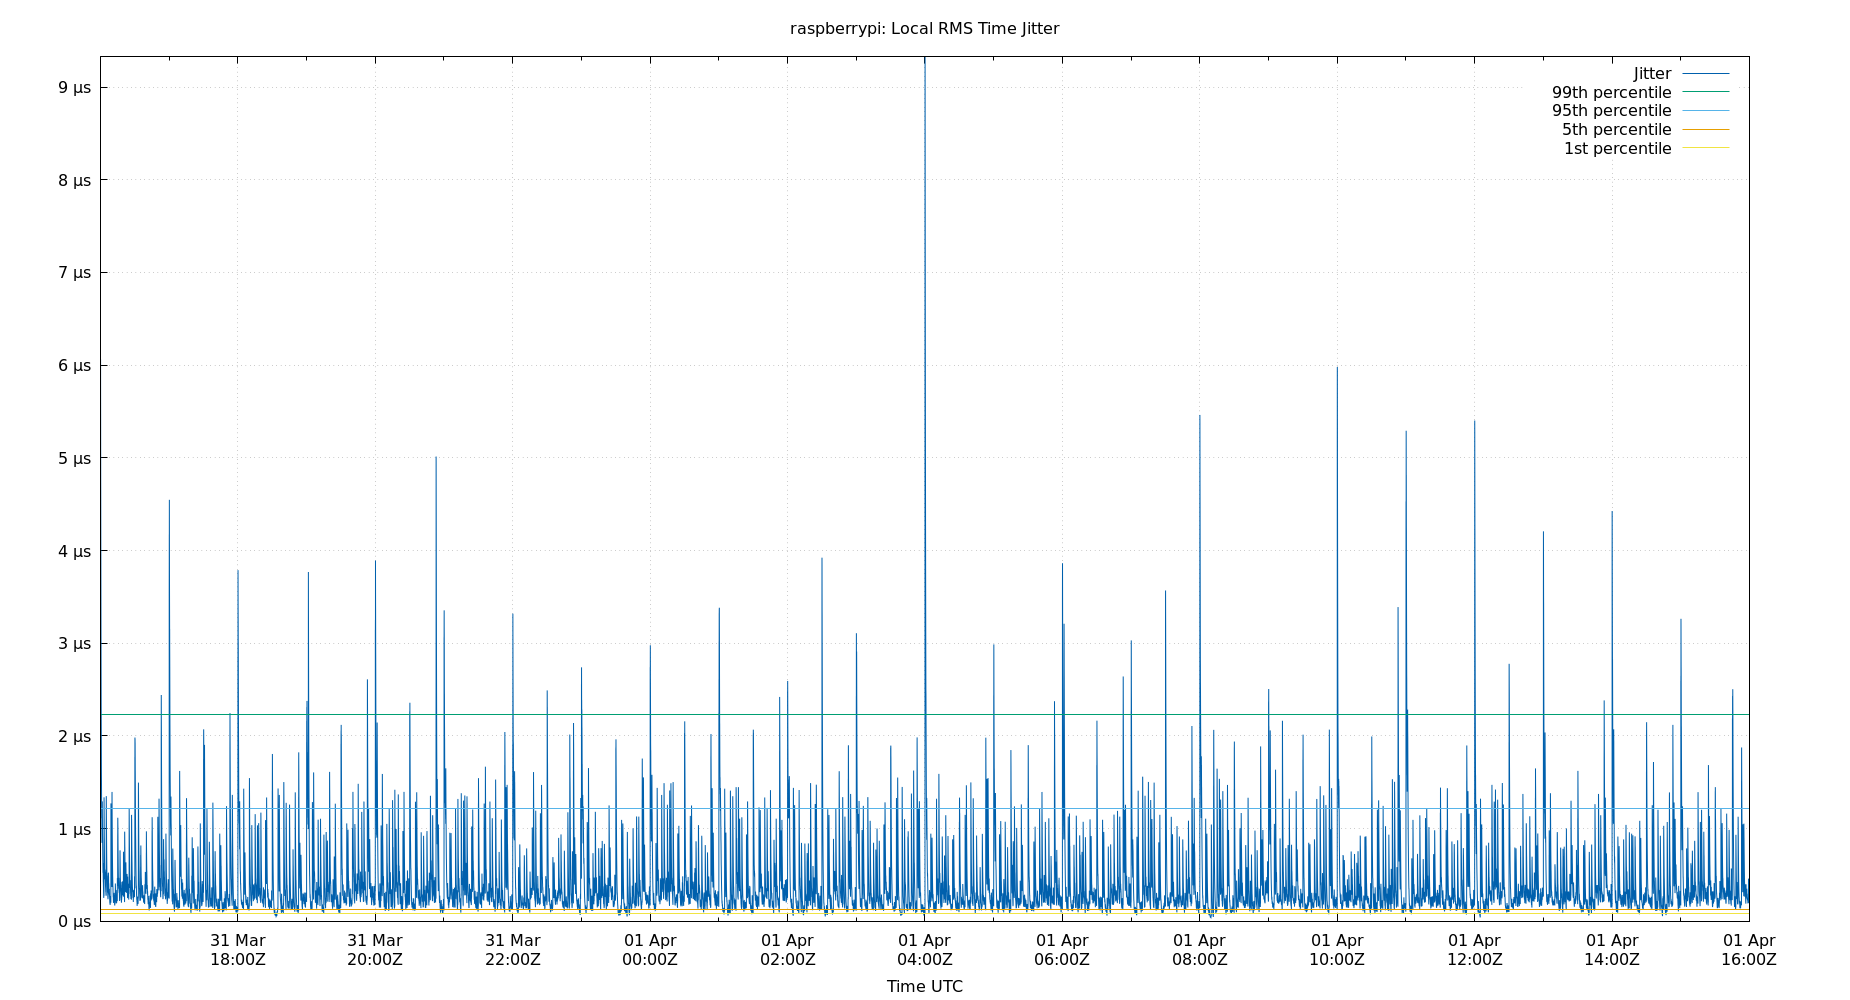 raspberrypi: Local RMS Time Jitter
Jitter
99th percentile
95th percentile
5th percentile
1st percentile
9 µs
8 µs
7 µs
6 µs
5 µs
4 µs
3 µs
2 µs
1 µs
0 µs
31 Mar 31 Mar 31 Mar 01 Apr 01 Apr 01 Apr 01 Apr 01 Apr 01 Apr 01 Apr 01 Apr 01 Apr
18:00Z 20:00Z 22:00Z 00:00Z 02:00Z 04:00Z 06:00Z 08:00Z 10:00Z 12:00Z 14:00Z 16:00Z
Time UTC